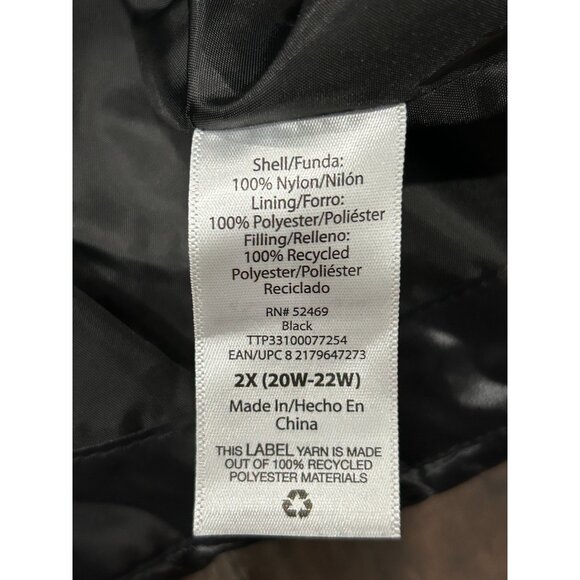 Shell/Funda:
100% Nylon/Nilón
Lining/Forro:
100% Polyester/Poliéster
Filling/Relleno:
100% Recycled
Polyester/Poliéster
Reciclado
RN# 52469
Black
TTP33100077254
EAN/UPC 8 2179647273
2X (20W-22W)
Made In/Hecho En
China
THIS LABEL YARN IS MADE
OUT OF 100% RECYCLED
POLYESTER MATERIALS